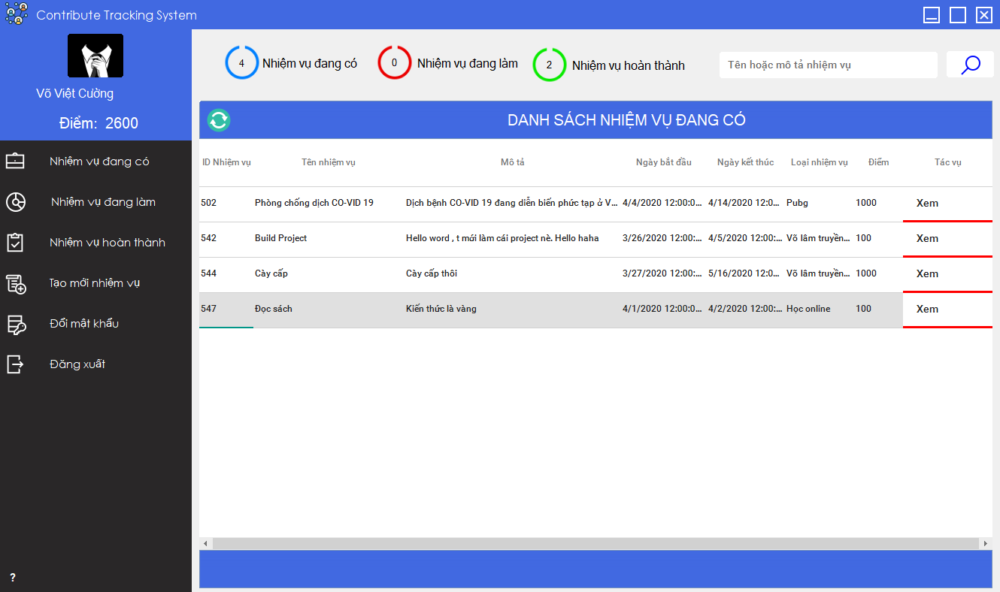 Contribute Tracking System
Võ Việt Cường
Điểm: 2600
Nhiệm vụ đang có
Nhiệm vụ đang làm
Nhiệm vụ hoàn thành
Tạo mới nhiệm vụ
Đổi mật khẩu
Đăng xuất
?
4 Nhiệm vụ đang có 0 Nhiệm vụ đang làm 2 Nhiệm vụ hoàn thành Tên hoặc mô tả nhiệm vụ
DANH SÁCH NHIỆM VỤ ĐANG CÓ
ID Nhiệm vụ Tên nhiệm vụ Mô tả Ngày bắt đầu Ngày kết thúc Loại nhiệm vụ Điểm Tác vụ
502 Phòng chống dịch CO-VID 19 Dịch bệnh CO-VID 19 đang diễn biến phức tạp ở V... 4/4/2020 12:00:0... 4/14/2020 12:0... Pubg 1000 Xem
542 Build Project Hello word , t mới làm cái project nè. Hello haha 3/26/2020 12:00:... 4/5/2020 12:00:... Võ lâm truyền... 100 Xem
544 Cày cấp Cày cấp thôi 3/27/2020 12:00:... 5/16/2020 12:0... Võ lâm truyền... 1000 Xem
547 Đọc sách Kiến thức là vàng 4/1/2020 12:00:0... 4/2/2020 12:00:... Học online 100 Xem